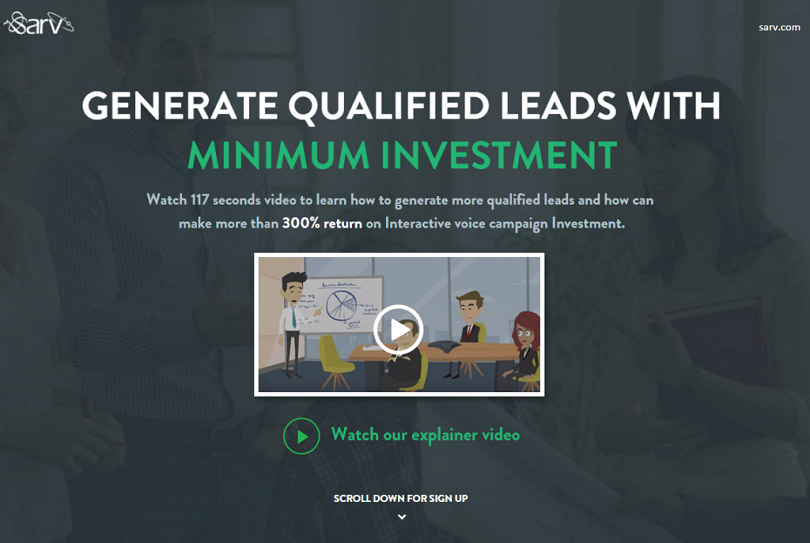 Sarv
sarv.com
GENERATE QUALIFIED LEADS WITH
MINIMUM INVESTMENT
Watch 117 seconds video to learn how to generate more qualified leads and how can
make more than 300% return on Interactive voice campaign Investment.
Watch our explainer video
SCROLL DOWN FOR SIGN UP